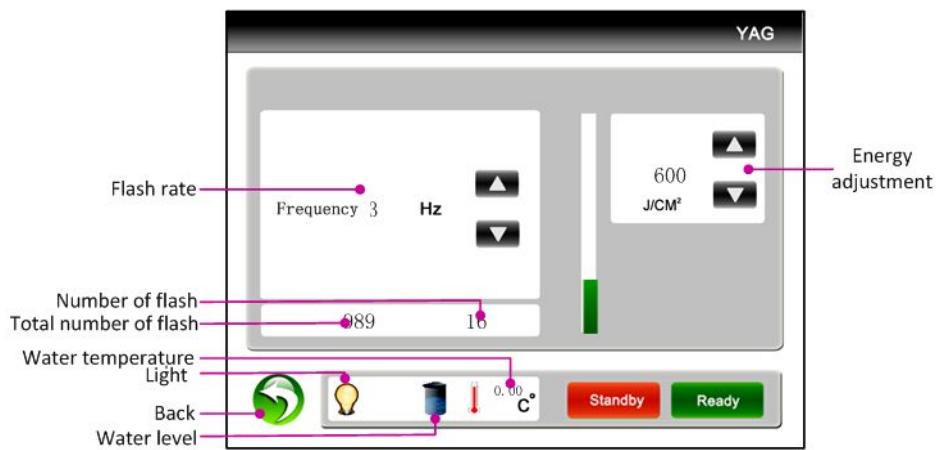 YAG
Energy
adjustment
600
J/CM²
Flash rate
Frequency 3 Hz
Number of flash
Total number of flash
989 16
Water temperature
Light
0.00
C°
Standby
Ready
Back
Water level